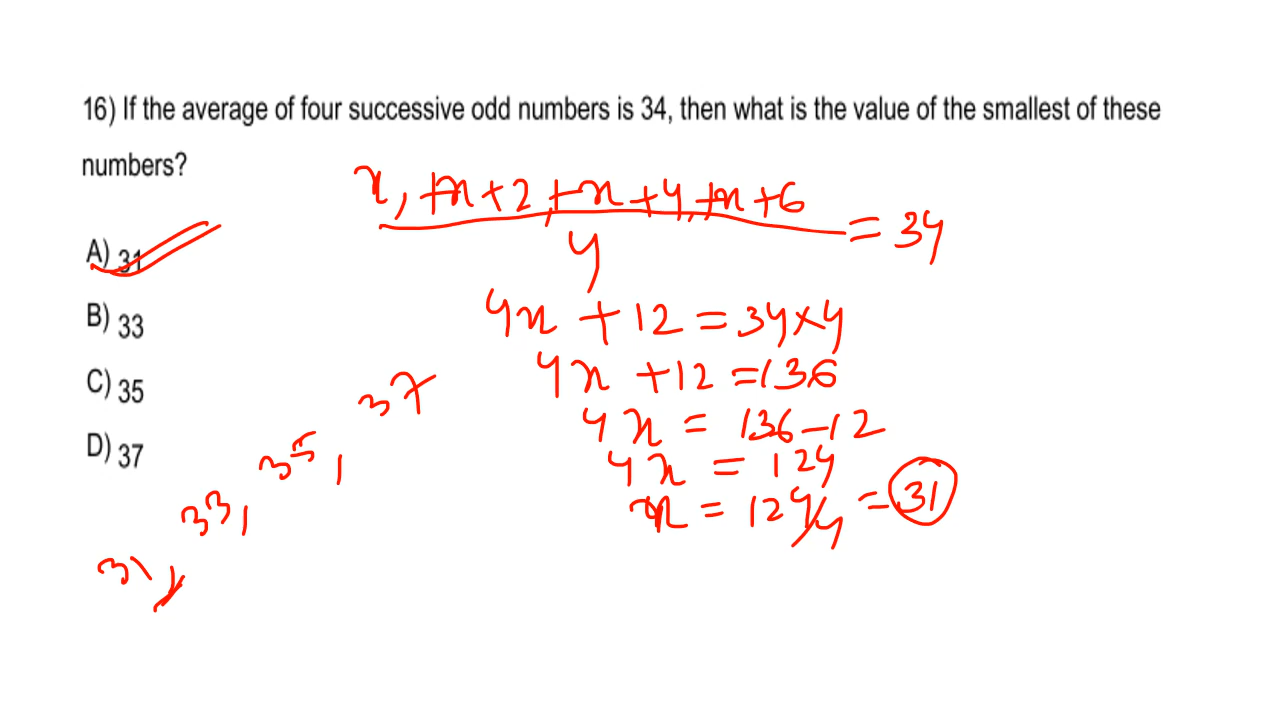 16) If the average of four successive odd numbers is 34, then what is the value of the smallest of these
numbers?
x, +x+2, +x+4, +x+6
4
= 34
A) 31
4x + 12 = 34×4
B) 33
4x + 12 = 136
C) 35
37
4x = 136-12
D) 37
35,
4x = 124
33,
x = 124/4 = 31
31,